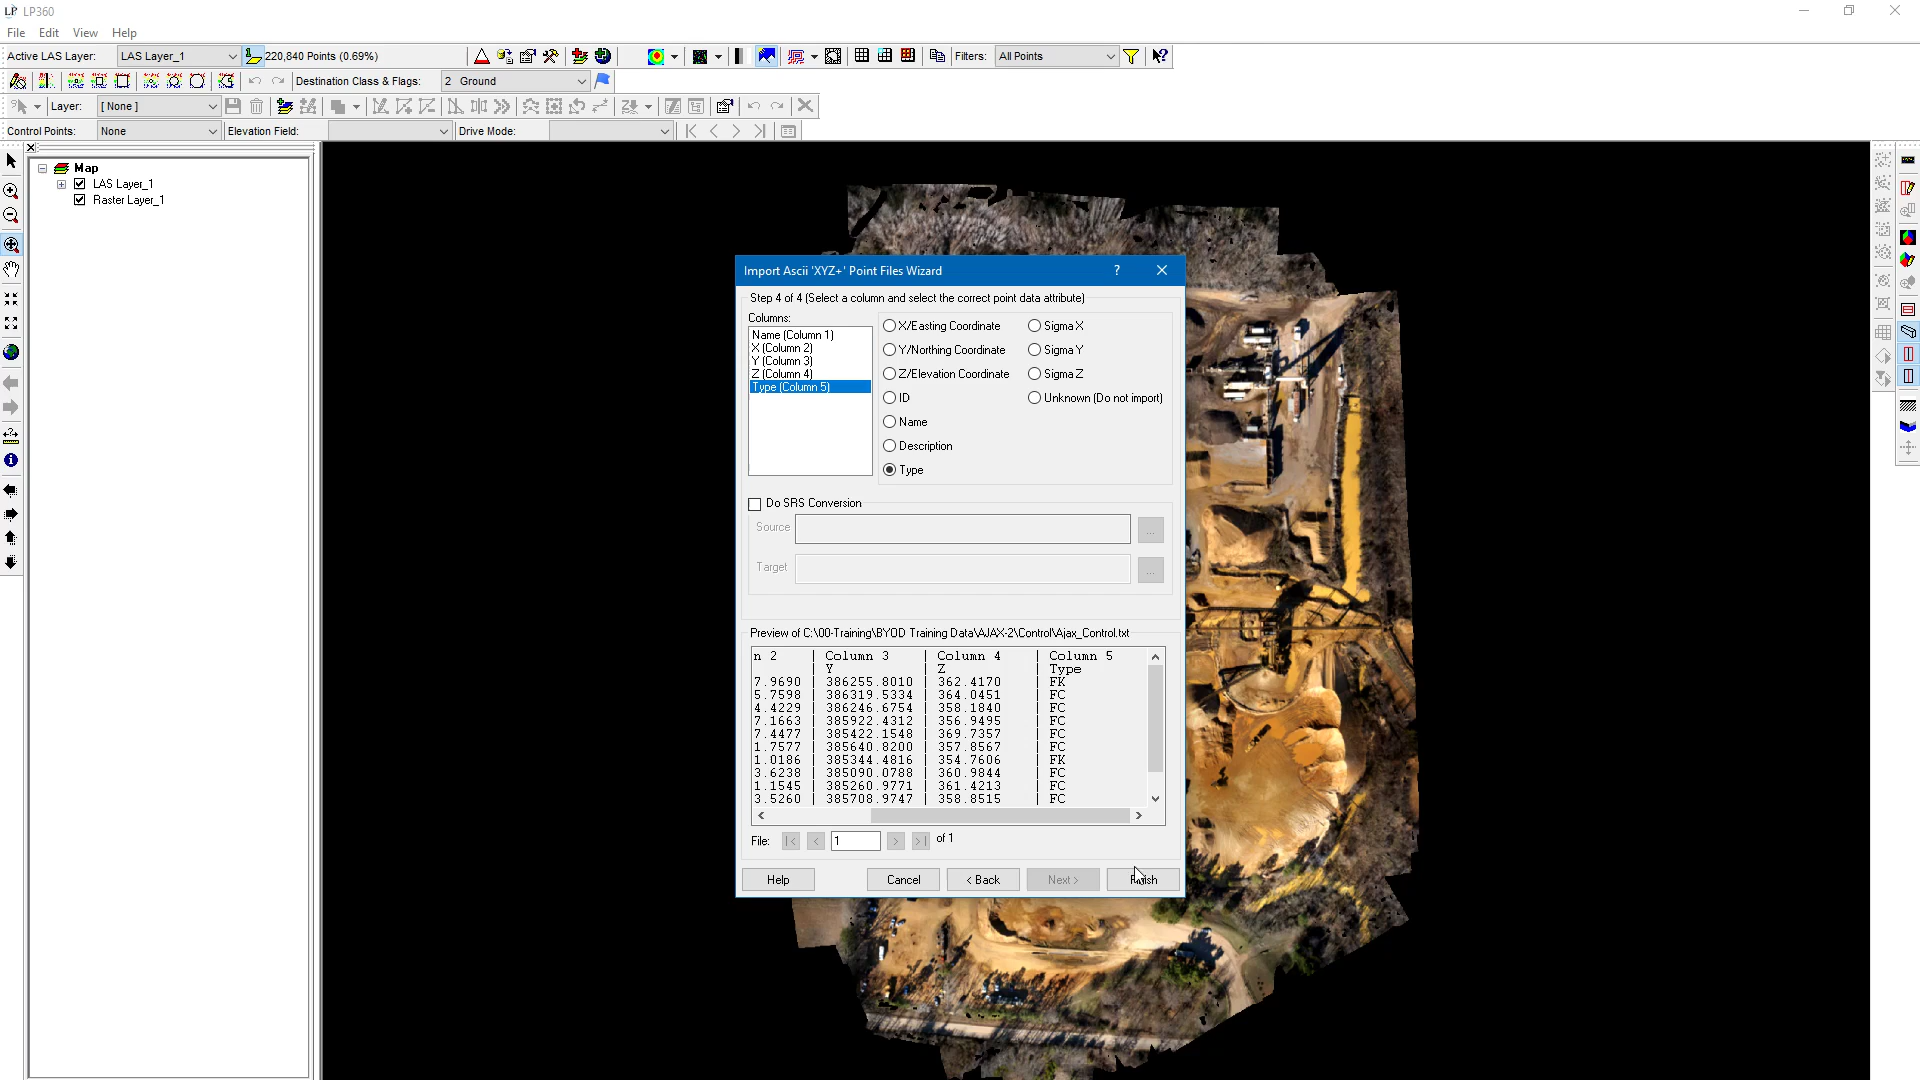 LP360
File Edit View Help
Active LAS Layer: LAS Layer_1 220,840 Points (0.69%) Filters: All Points
Destination Class & Flags: 2 Ground
Layer: [ None ]
Control Points: None Elevation Field: Drive Mode:
Map
LAS Layer_1
Raster Layer_1
Import Ascii 'XYZ+' Point Files Wizard
Step 4 of 4 (Select a column and select the correct point data attribute)
Columns:
Name (Column 1)
X (Column 2)
Y (Column 3)
Z (Column 4)
Type (Column 5)
X/Easting Coordinate Sigma X
Y/Northing Coordinate Sigma Y
Z/Elevation Coordinate Sigma Z
ID Unknown (Do not import)
Name
Description
Type
Do SRS Conversion
Source ...
Target ...
Preview of C:\00-Training\BYOD Training Data\AJAX-2\Control\Ajax_Control.txt
n 2 | Column 3 | Column 4 | Column 5
| Y | Z | Type
7.9690 | 386255.8010 | 362.4170 | FK
5.7598 | 386319.5334 | 364.0451 | FC
4.4229 | 386246.6754 | 358.1840 | FC
7.1663 | 385922.4312 | 356.9495 | FC
7.4477 | 385422.1548 | 369.7357 | FC
1.7577 | 385640.8200 | 357.8567 | FC
1.0186 | 385344.4816 | 354.7606 | FK
3.6238 | 385090.0788 | 360.9844 | FC
1.1545 | 385260.9771 | 361.4213 | FC
3.5260 | 385708.9747 | 358.8515 | FC
File: |< < 1 > >| of 1
Help Cancel < Back Next > Finish